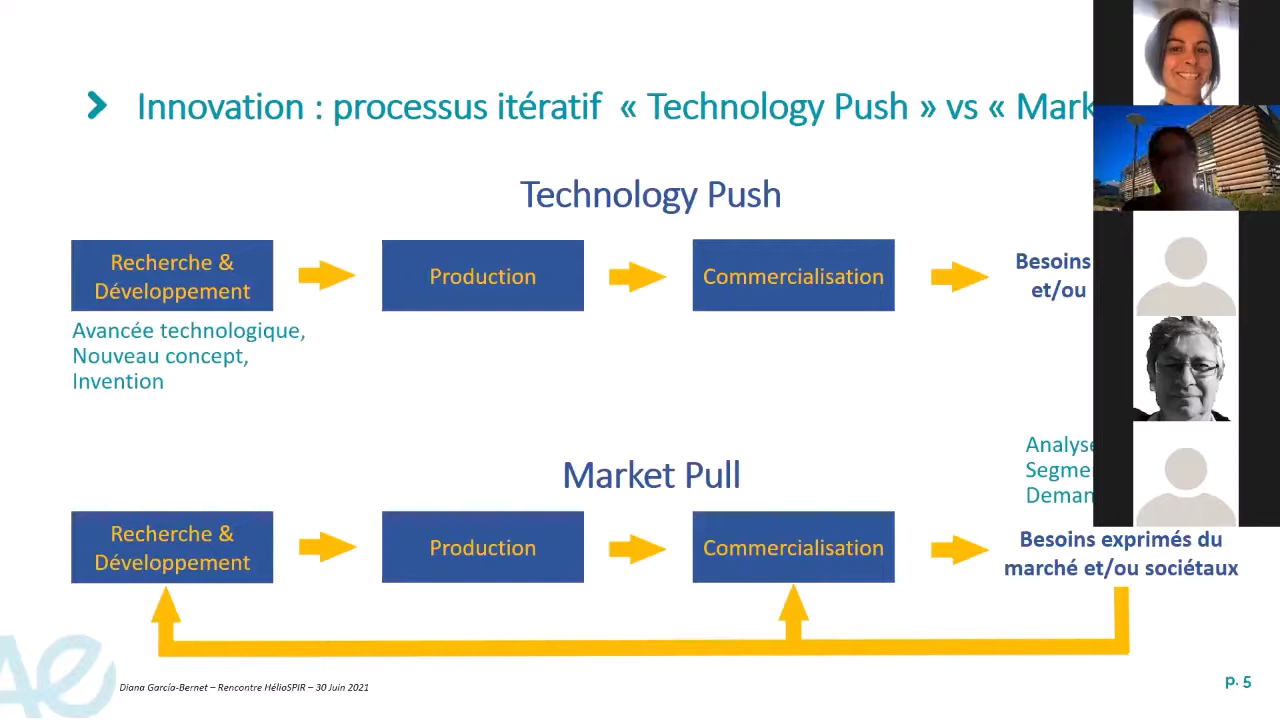 Innovation : processus itératif « Technology Push » vs « Mark
Technology Push
Recherche &
Développement
Production
Commercialisation
Besoins
et/ou
Avancée technologique,
Nouveau concept,
Invention
Market Pull
Analyse
Segme
Deman
Recherche &
Développement
Production
Commercialisation
Besoins exprimés du
marché et/ou sociétaux
Diana García-Bernet – Rencontre HélioSPIR – 30 Juin 2021
p. 5